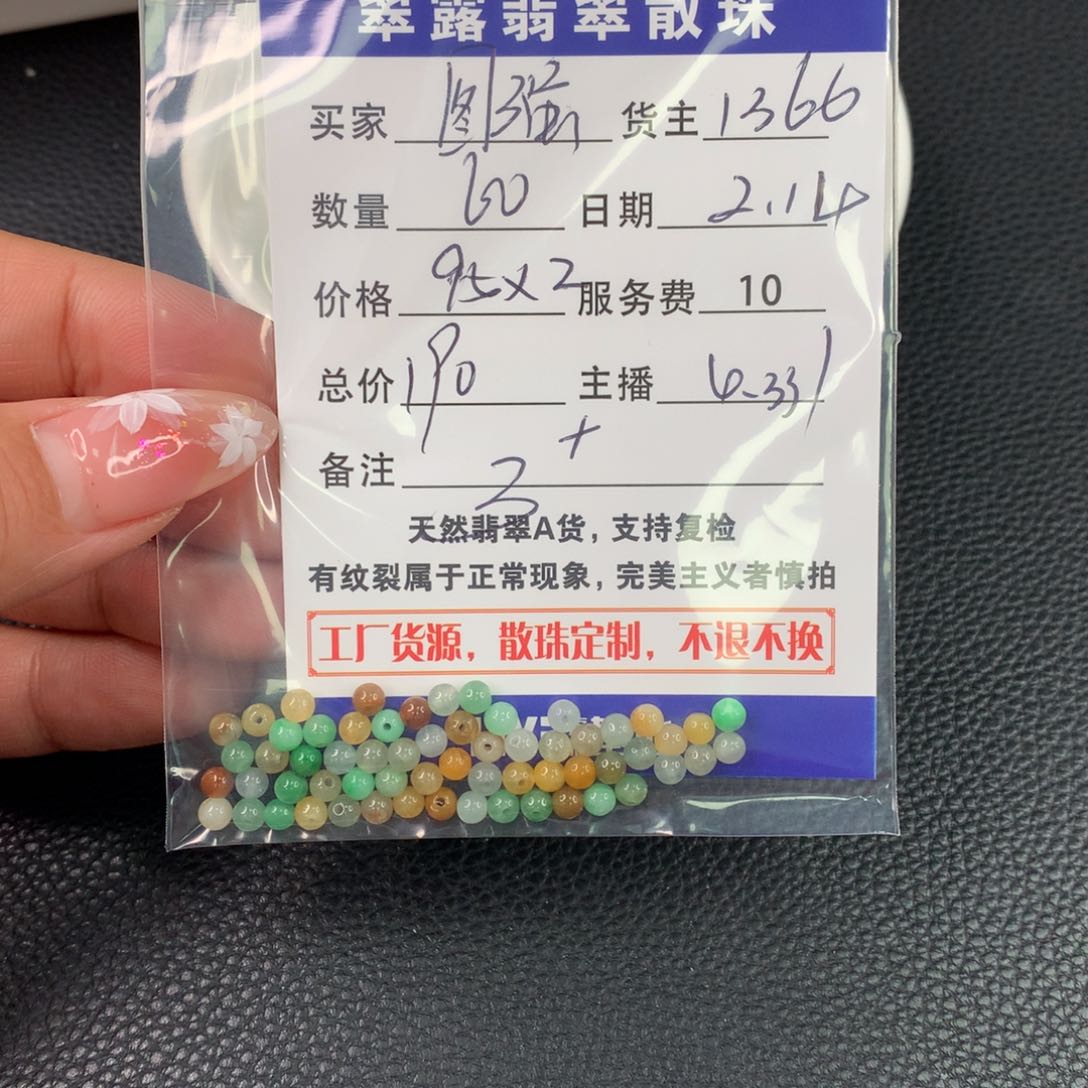 翠露翡翠散珠
买家 图强 货主 1366
数量 60 日期 2.14
价格 95x2 服务费 10
总价 190 主播
备注
天然翡翠A货，支持复检
有纹裂属于正常现象，完美主义者慎拍
工厂货源，散珠定制，不退不换